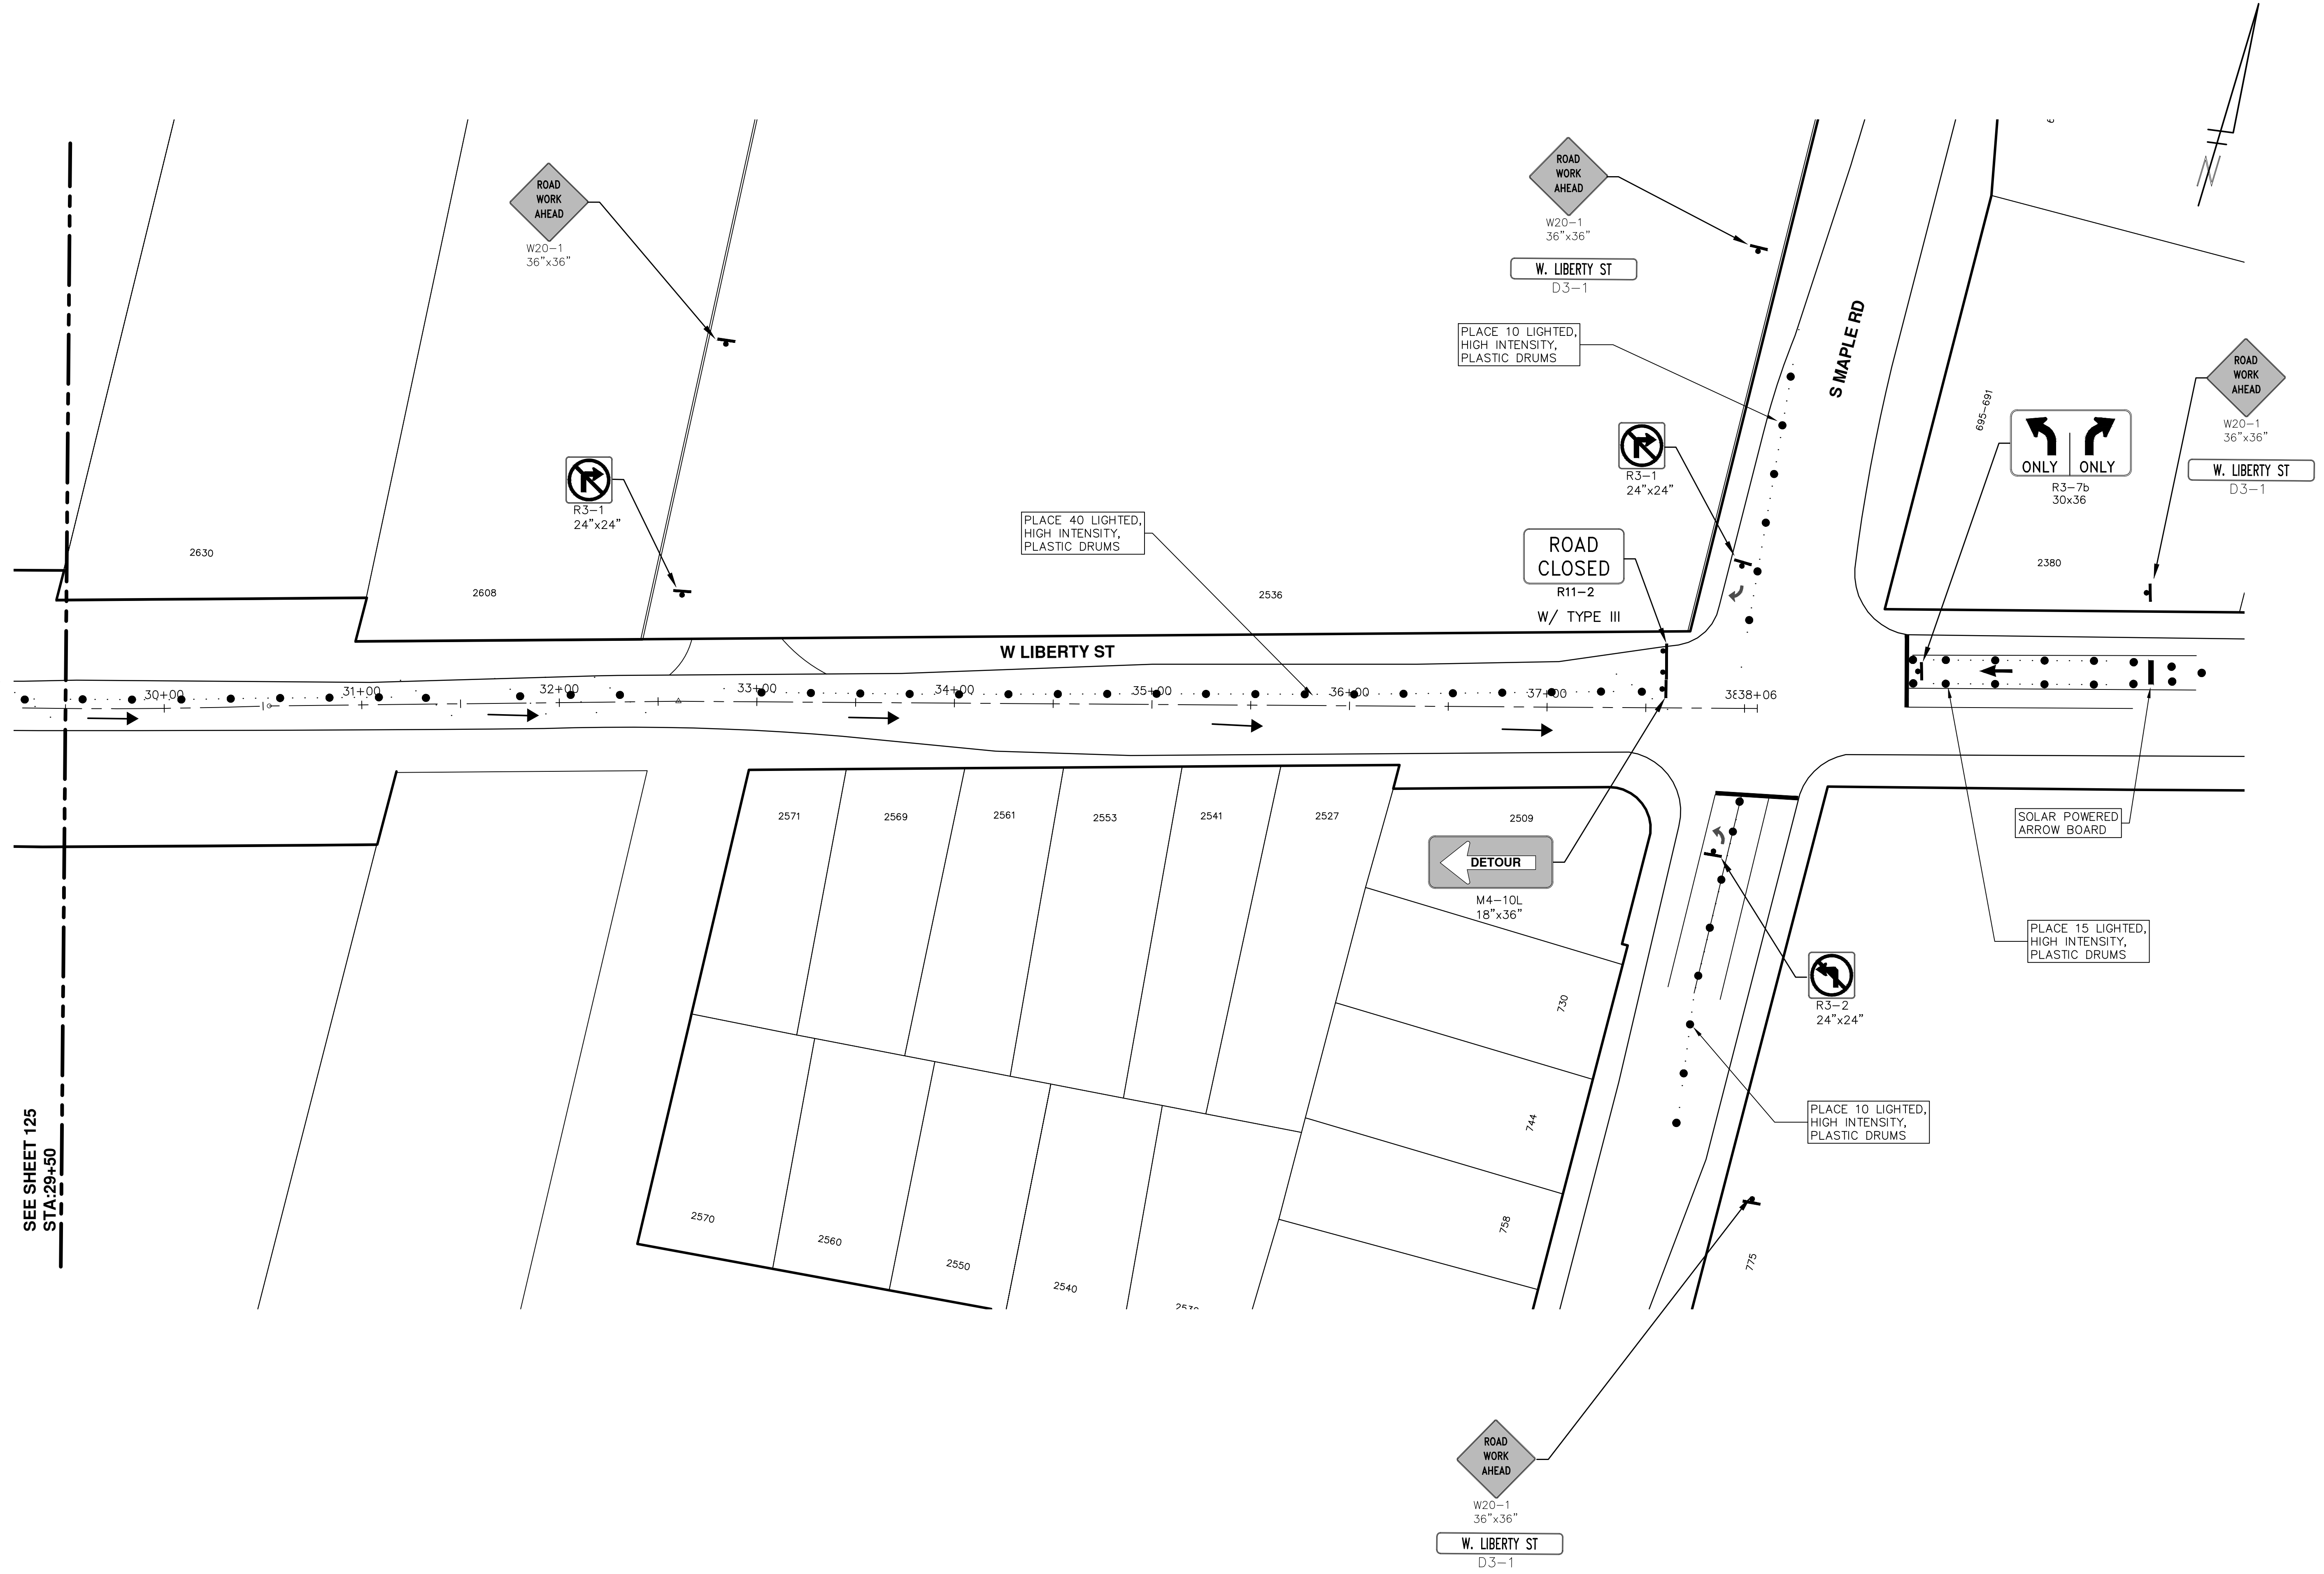 ROAD
WORK
AHEAD
W20-1
36"x36"
ROAD
WORK
AHEAD
W20-1
36"x36"
W. LIBERTY ST
D3-1
N
PLACE 10 LIGHTED,
HIGH INTENSITY,
PLASTIC DRUMS
S MAPLE RD
ROAD
WORK
AHEAD
W20-1
36"x36"
W. LIBERTY ST
D3-1
695-691
ONLY ONLY
R3-7b
30x36
R3-1
24"x24"
R3-1
24"x24"
PLACE 40 LIGHTED,
HIGH INTENSITY,
PLASTIC DRUMS
ROAD
CLOSED
R11-2
W/ TYPE III
2630
2608
2536
2380
W LIBERTY ST
30+00
31+00
32+00
33+00
34+00
35+00
36+00
37+00
38+06
2571
2569
2561
2553
2541
2527
2509
SOLAR POWERED
ARROW BOARD
DETOUR
M4-10L
18"x36"
PLACE 15 LIGHTED,
HIGH INTENSITY,
PLASTIC DRUMS
R3-2
24"x24"
730
744
758
775
PLACE 10 LIGHTED,
HIGH INTENSITY,
PLASTIC DRUMS
SEE SHEET 125
STA:29+50
2570
2560
2550
2540
ROAD
WORK
AHEAD
W20-1
36"x36"
W. LIBERTY ST
D3-1